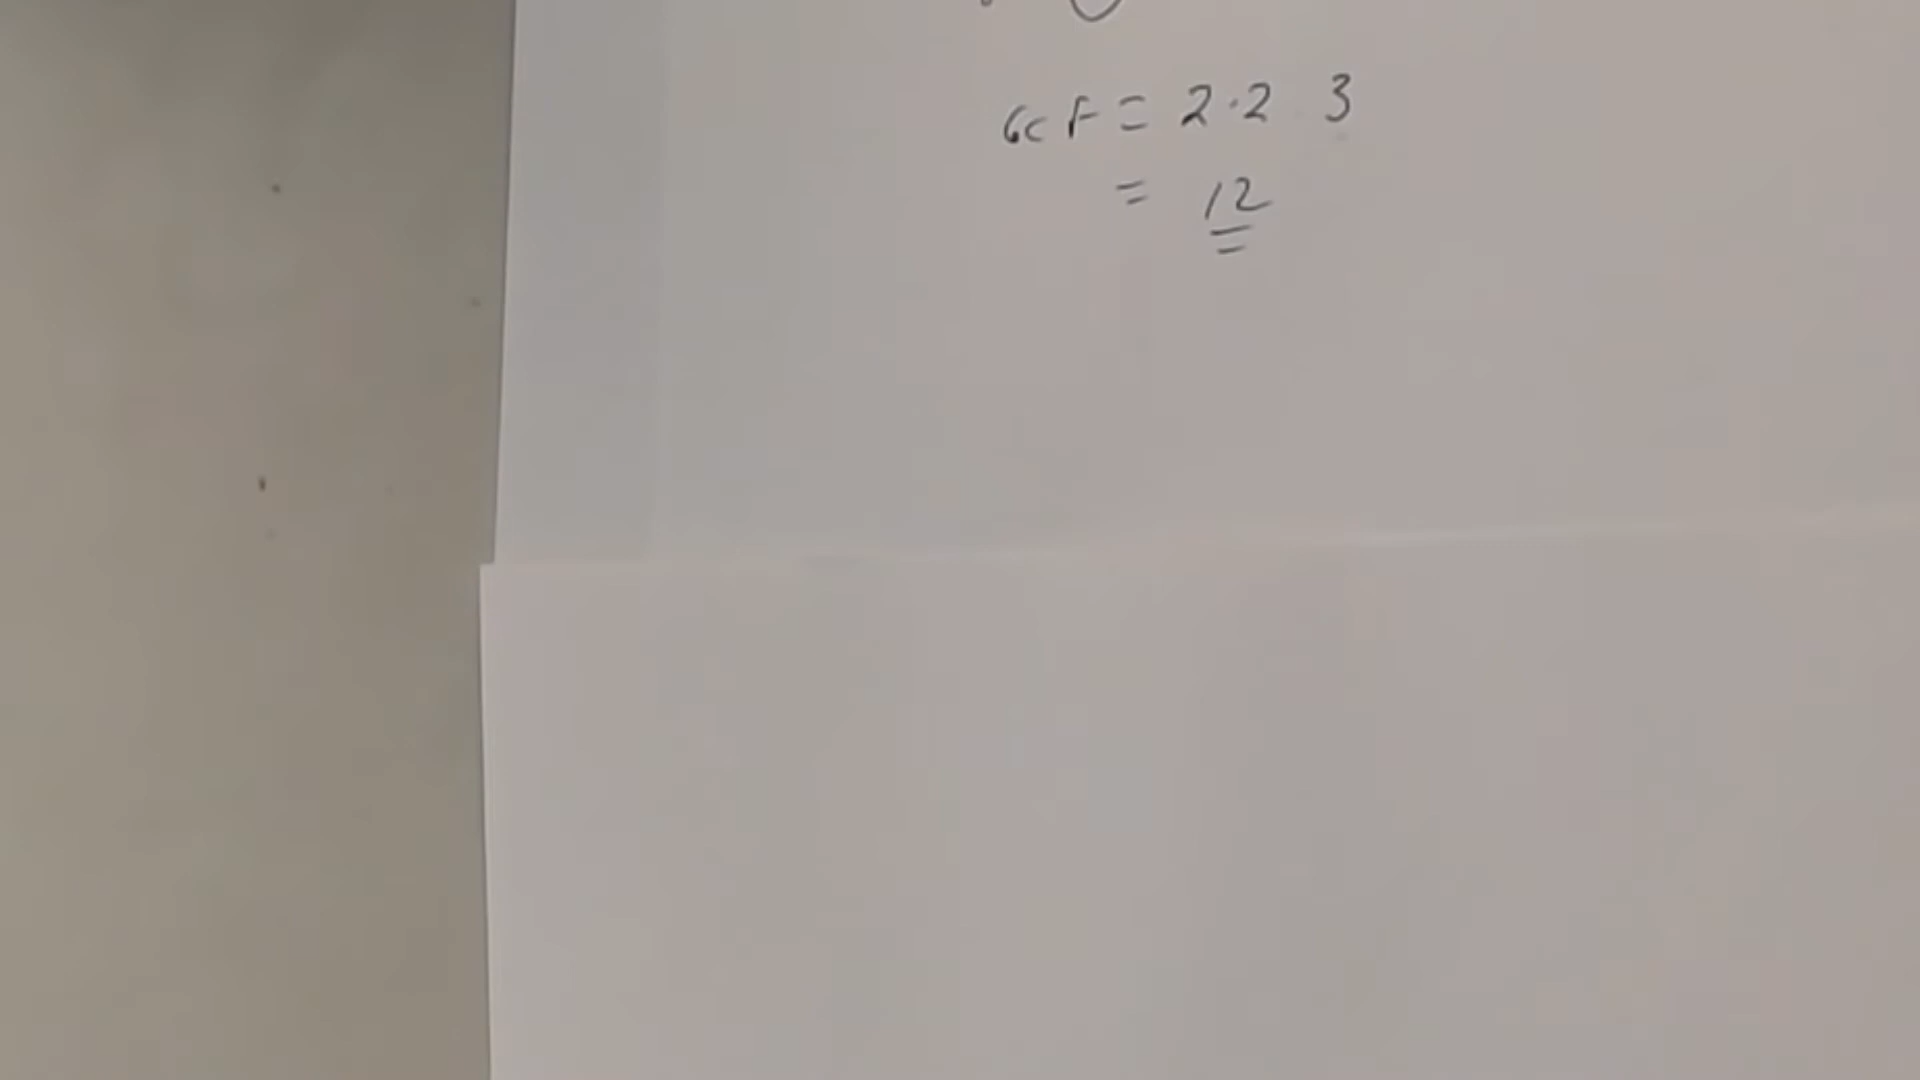 GCF = 2·2 3
= 12